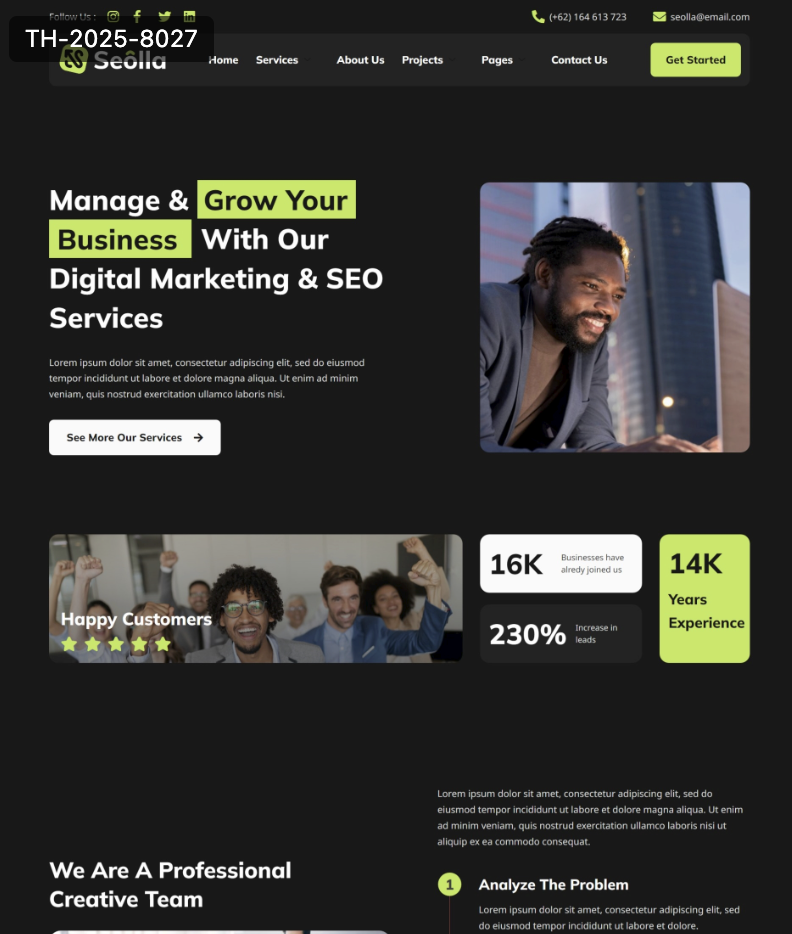 Follow Us :
(+62) 164 613 723
seolla@email.com
TH-2025-8027
Seôlla
Home
Services
About Us
Projects
Pages
Contact Us
Get Started
Manage & Grow Your
Business With Our
Digital Marketing & SEO
Services
Lorem ipsum dolor sit amet, consectetur adipiscing elit, sed do eiusmod
tempor incididunt ut labore et dolore magna aliqua. Ut enim ad minim
veniam, quis nostrud exercitation ullamco laboris nisi.
See More Our Services
Happy Customers
16K
Businesses have
alredy joined us
230%
Increase in
leads
14K
Years
Experience
Lorem ipsum dolor sit amet, consectetur adipiscing elit, sed do
eiusmod tempor incididunt ut labore et dolore magna aliqua. Ut enim
ad minim veniam, quis nostrud exercitation ullamco laboris nisi ut
aliquip ex ea commodo consequat.
We Are A Professional
Creative Team
1
Analyze The Problem
Lorem ipsum dolor sit amet, consectetur adipiscing elit, sed
do eiusmod tempor incididunt ut labore et dolore.